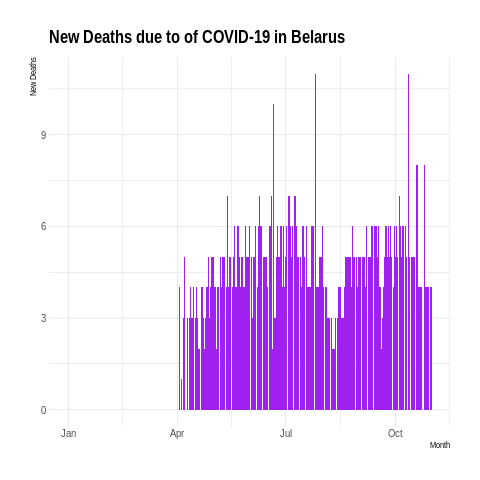 New Deaths due to of COVID-19 in Belarus
New Deaths
9
6
3
0
Jan Apr Jul Oct
Month